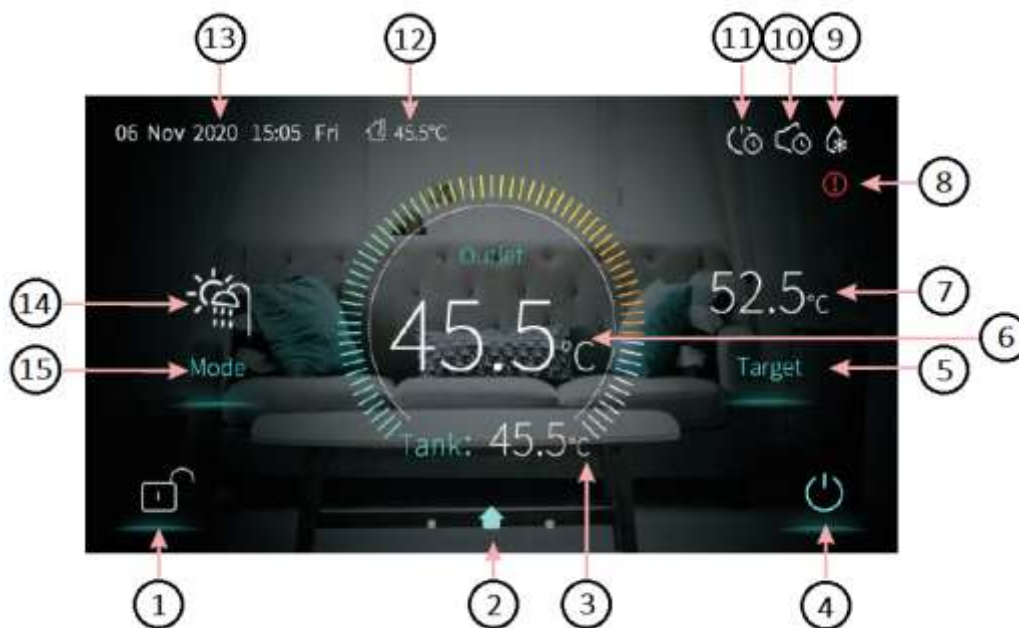 13 12 11 10 9
06 Nov 2020 15:05 Fri 45.5°C
8
Outlet
14 52.5°C 7
45.5°C 6
15 Mode Target 5
Tank: 45.5°C
1 2 3 4